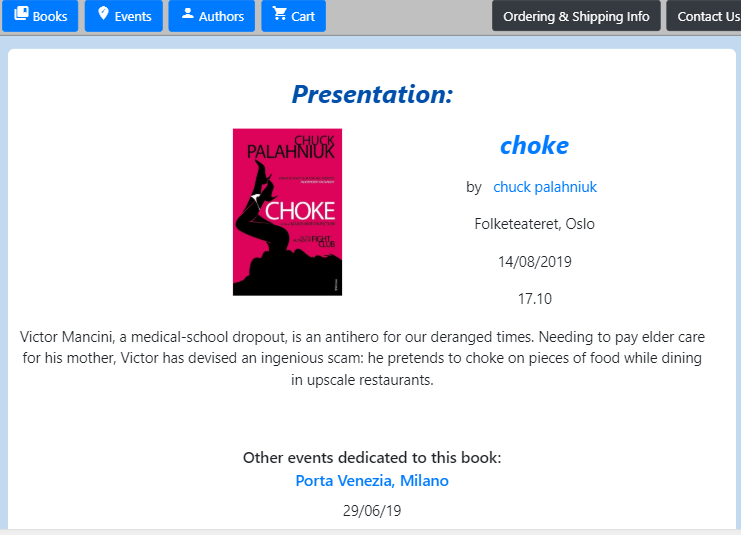 Books Events Authors Cart Ordering & Shipping Info Contact Us
Presentation:
CHUCK
PALAHNIUK
CHOKE
FIGHT
CLUB
choke
by chuck palahniuk
Folketeateret, Oslo
14/08/2019
17.10
Victor Mancini, a medical-school dropout, is an antihero for our deranged times. Needing to pay elder care
for his mother, Victor has devised an ingenious scam: he pretends to choke on pieces of food while dining
in upscale restaurants.
Other events dedicated to this book:
Porta Venezia, Milano
29/06/19